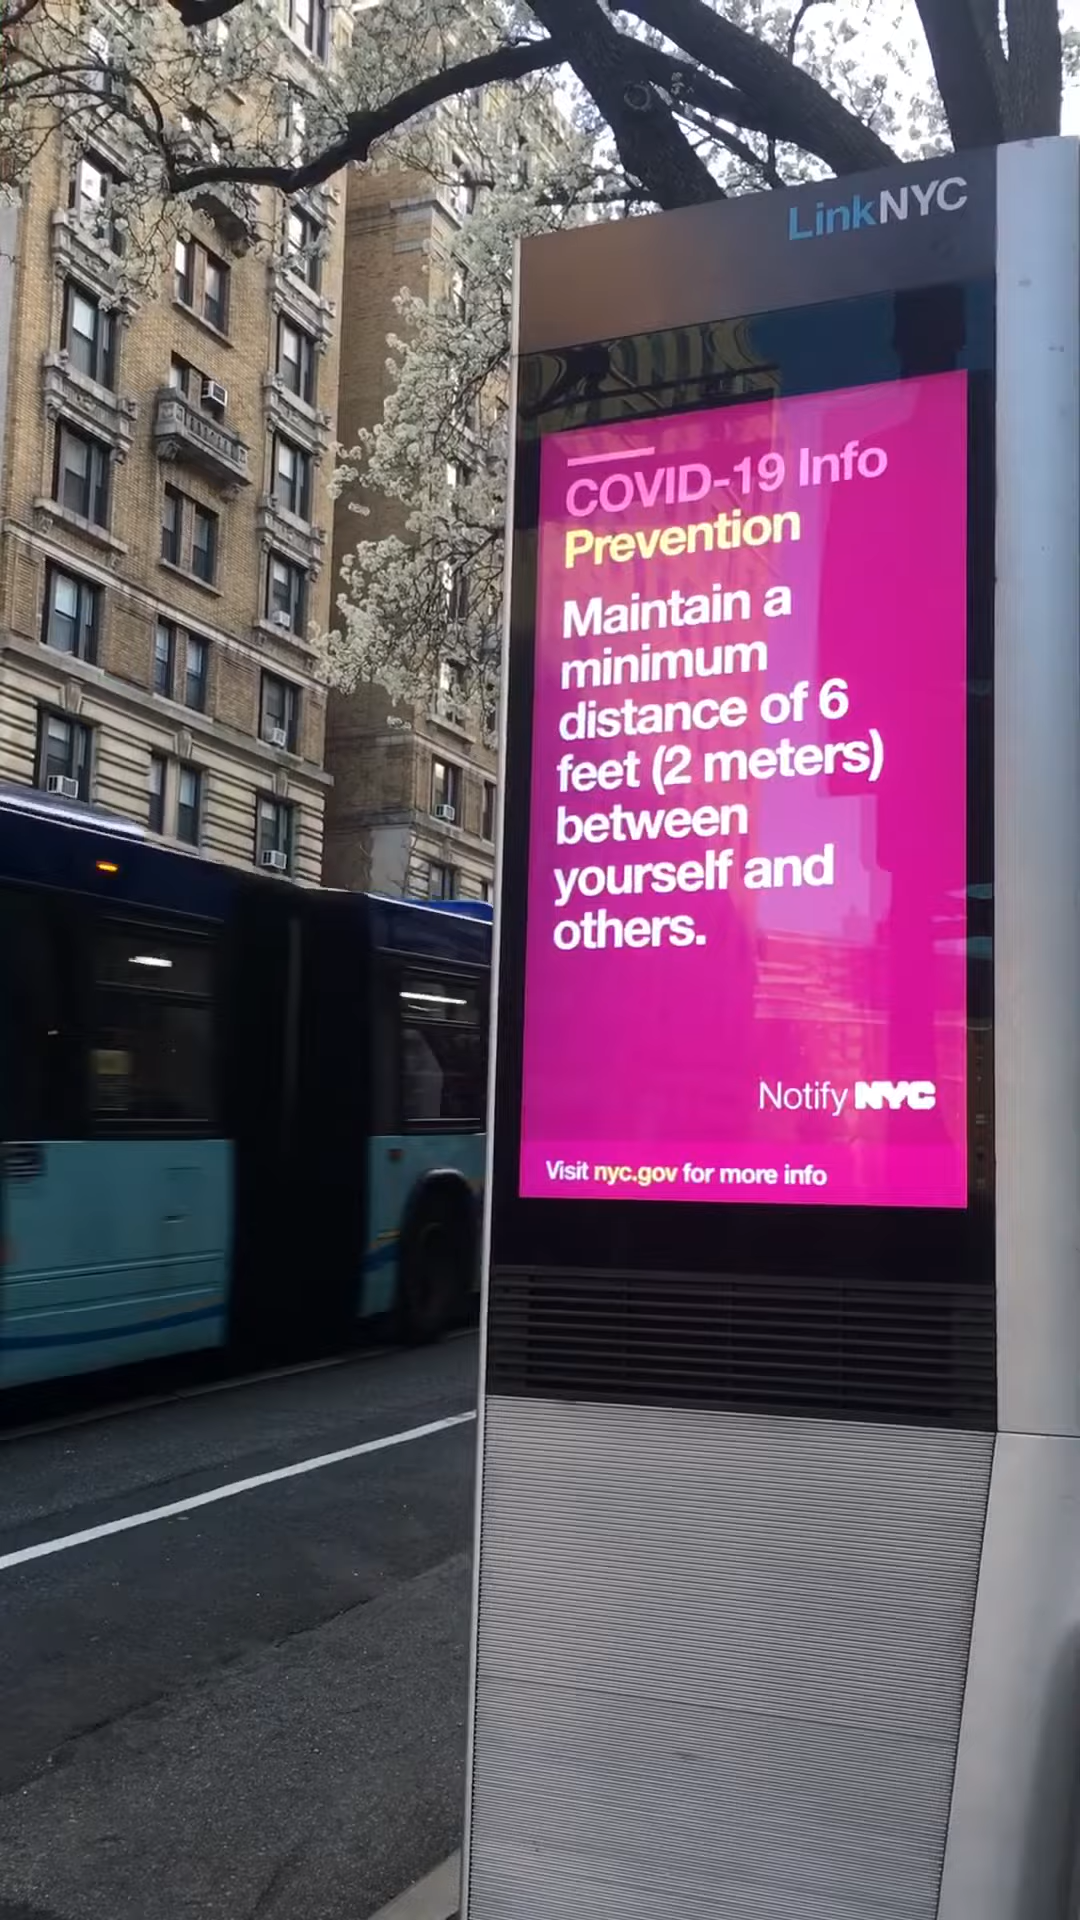 LinkNYC
COVID-19 Info
Prevention
Maintain a
minimum
distance of 6
feet (2 meters)
between
yourself and
others.
Notify NYC
Visit nyc.gov for more info